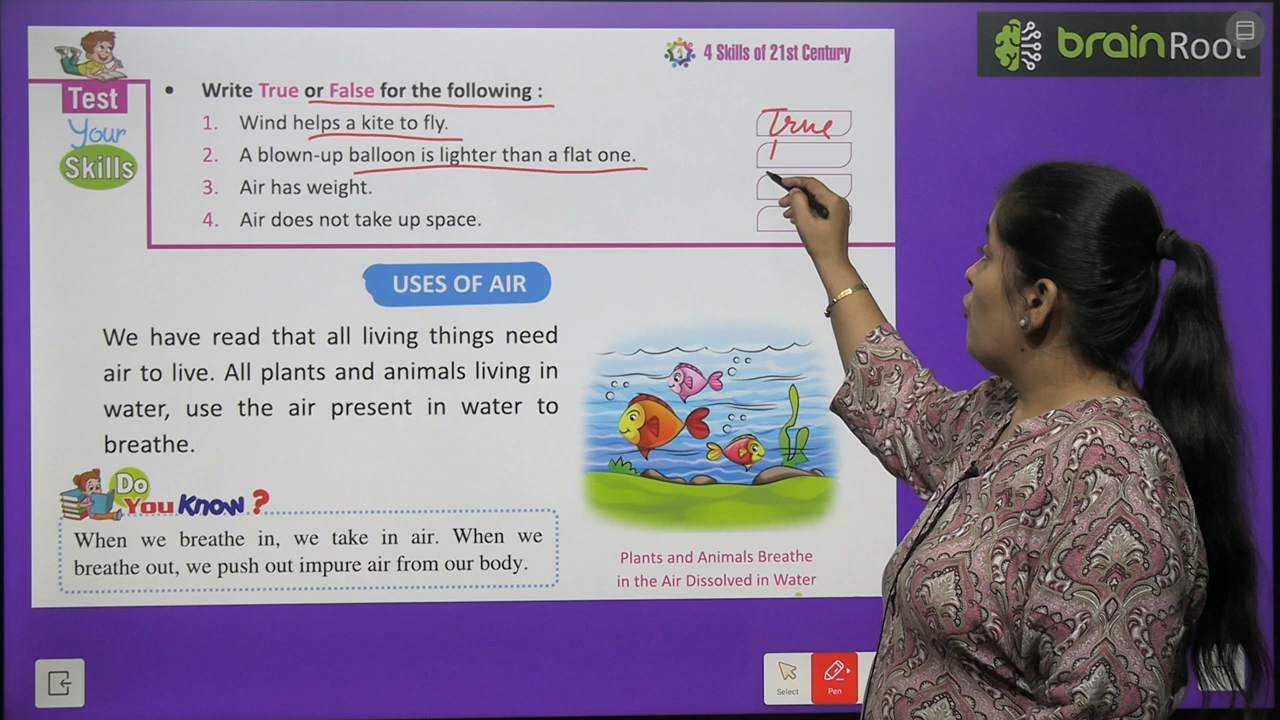 4 Skills of 21st Century
brainRoot
Test
Your
Skills
• Write True or False for the following :
1. Wind helps a kite to fly.
True
2. A blown-up balloon is lighter than a flat one.
3. Air has weight.
4. Air does not take up space.
USES OF AIR
We have read that all living things need
air to live. All plants and animals living in
water, use the air present in water to
breathe.
Do
You Know ?
When we breathe in, we take in air. When we
breathe out, we push out impure air from our body.
Plants and Animals Breathe
in the Air Dissolved in Water
Select
Pen